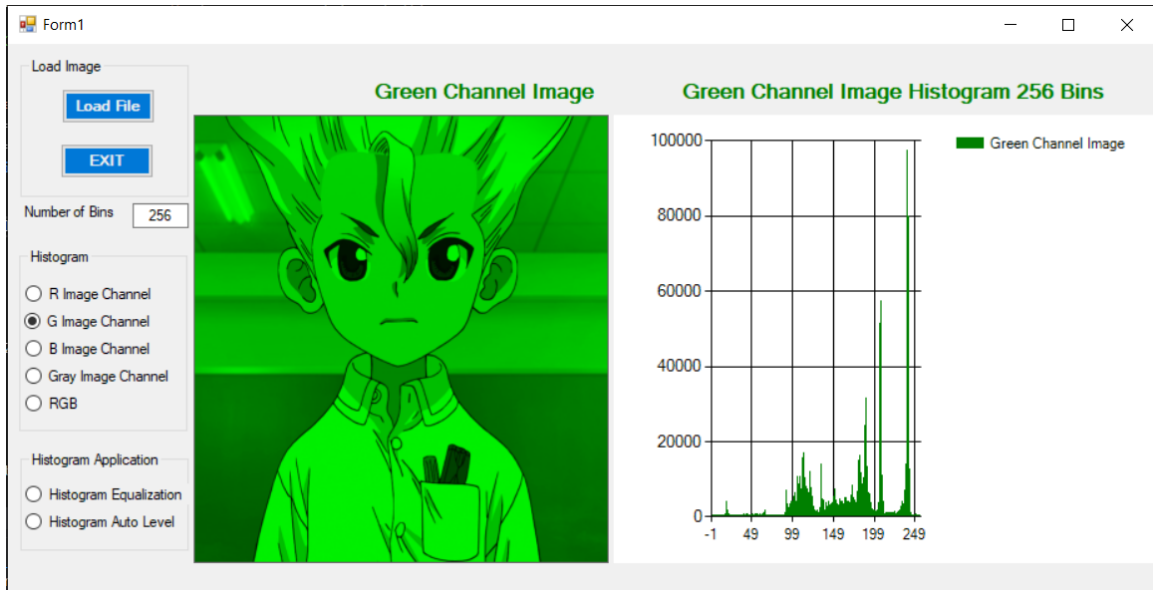 Form1
Load Image
Load File
EXIT
Number of Bins 256
Histogram
R Image Channel
G Image Channel
B Image Channel
Gray Image Channel
RGB
Histogram Application
Histogram Equalization
Histogram Auto Level
Green Channel Image
Green Channel Image Histogram 256 Bins
100000
80000
60000
40000
20000
0
-1 49 99 149 199 249
Green Channel Image